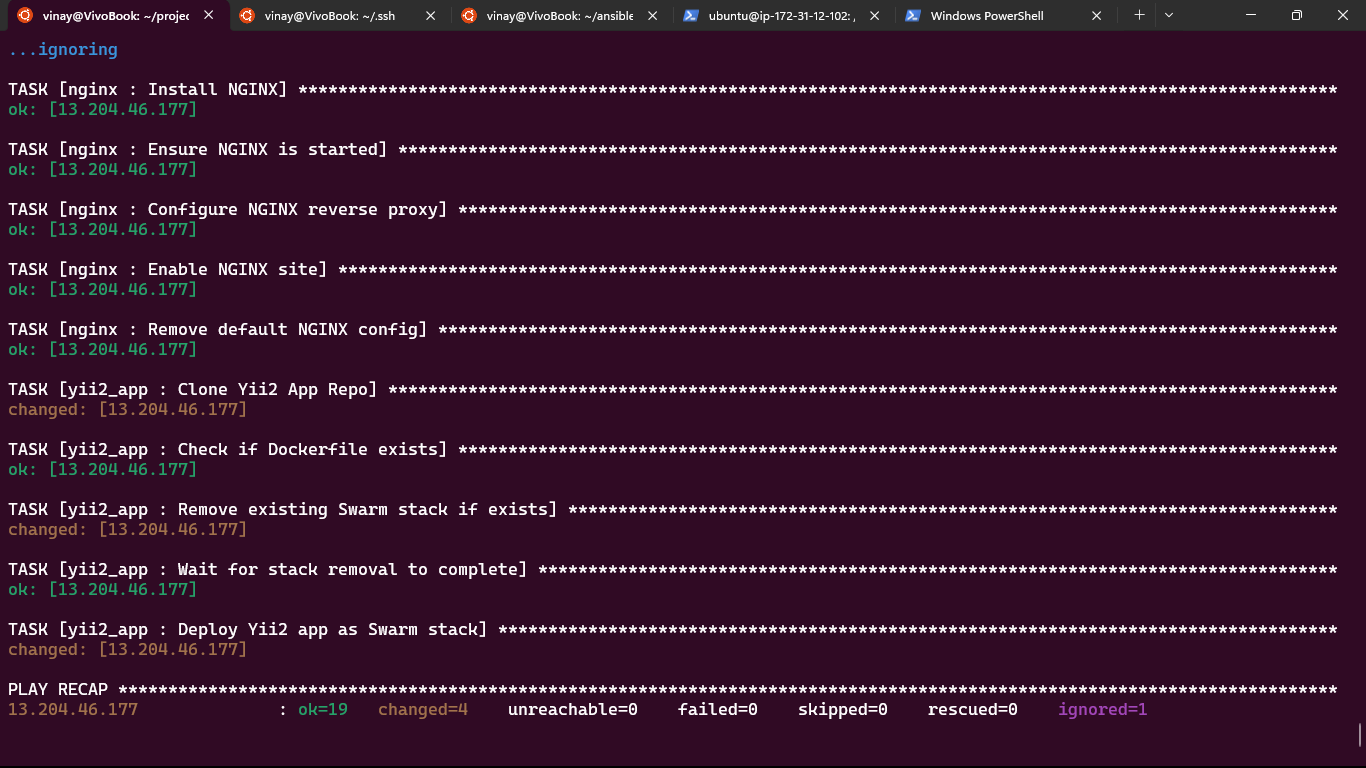 vinay@VivoBook: ~/projec
vinay@VivoBook: ~/.ssh
vinay@VivoBook: ~/ansible
ubuntu@ip-172-31-12-102: ,
Windows PowerShell
...ignoring
TASK [nginx : Install NGINX] ********************************************************************************************************
ok: [13.204.46.177]
TASK [nginx : Ensure NGINX is started] **********************************************************************************************
ok: [13.204.46.177]
TASK [nginx : Configure NGINX reverse proxy] ****************************************************************************************
ok: [13.204.46.177]
TASK [nginx : Enable NGINX site] ****************************************************************************************************
ok: [13.204.46.177]
TASK [nginx : Remove default NGINX config] ******************************************************************************************
ok: [13.204.46.177]
TASK [yii2_app : Clone Yii2 App Repo] ***********************************************************************************************
changed: [13.204.46.177]
TASK [yii2_app : Check if Dockerfile exists] ****************************************************************************************
ok: [13.204.46.177]
TASK [yii2_app : Remove existing Swarm stack if exists] *****************************************************************************
changed: [13.204.46.177]
TASK [yii2_app : Wait for stack removal to complete] ********************************************************************************
ok: [13.204.46.177]
TASK [yii2_app : Deploy Yii2 app as Swarm stack] ************************************************************************************
changed: [13.204.46.177]
PLAY RECAP **************************************************************************************************************************
13.204.46.177              : ok=19   changed=4    unreachable=0    failed=0    skipped=0    rescued=0    ignored=1